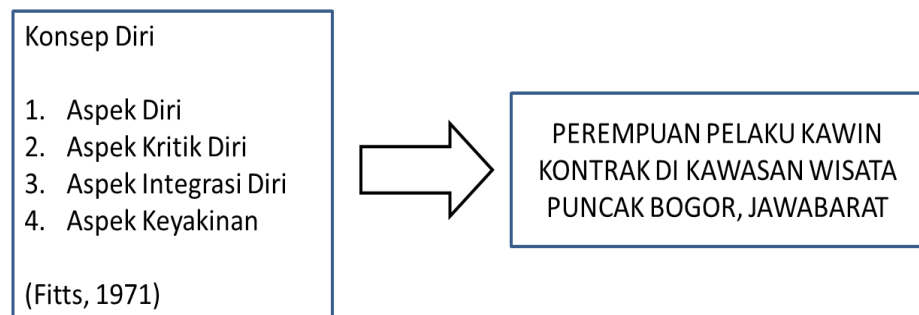 Konsep Diri
1. Aspek Diri
2. Aspek Kritik Diri
3. Aspek Integrasi Diri
4. Aspek Keyakinan
(Fitts, 1971)
PEREMPUAN PELAKU KAWIN
KONTRAK DI KAWASAN WISATA
PUNCAK BOGOR, JAWABARAT